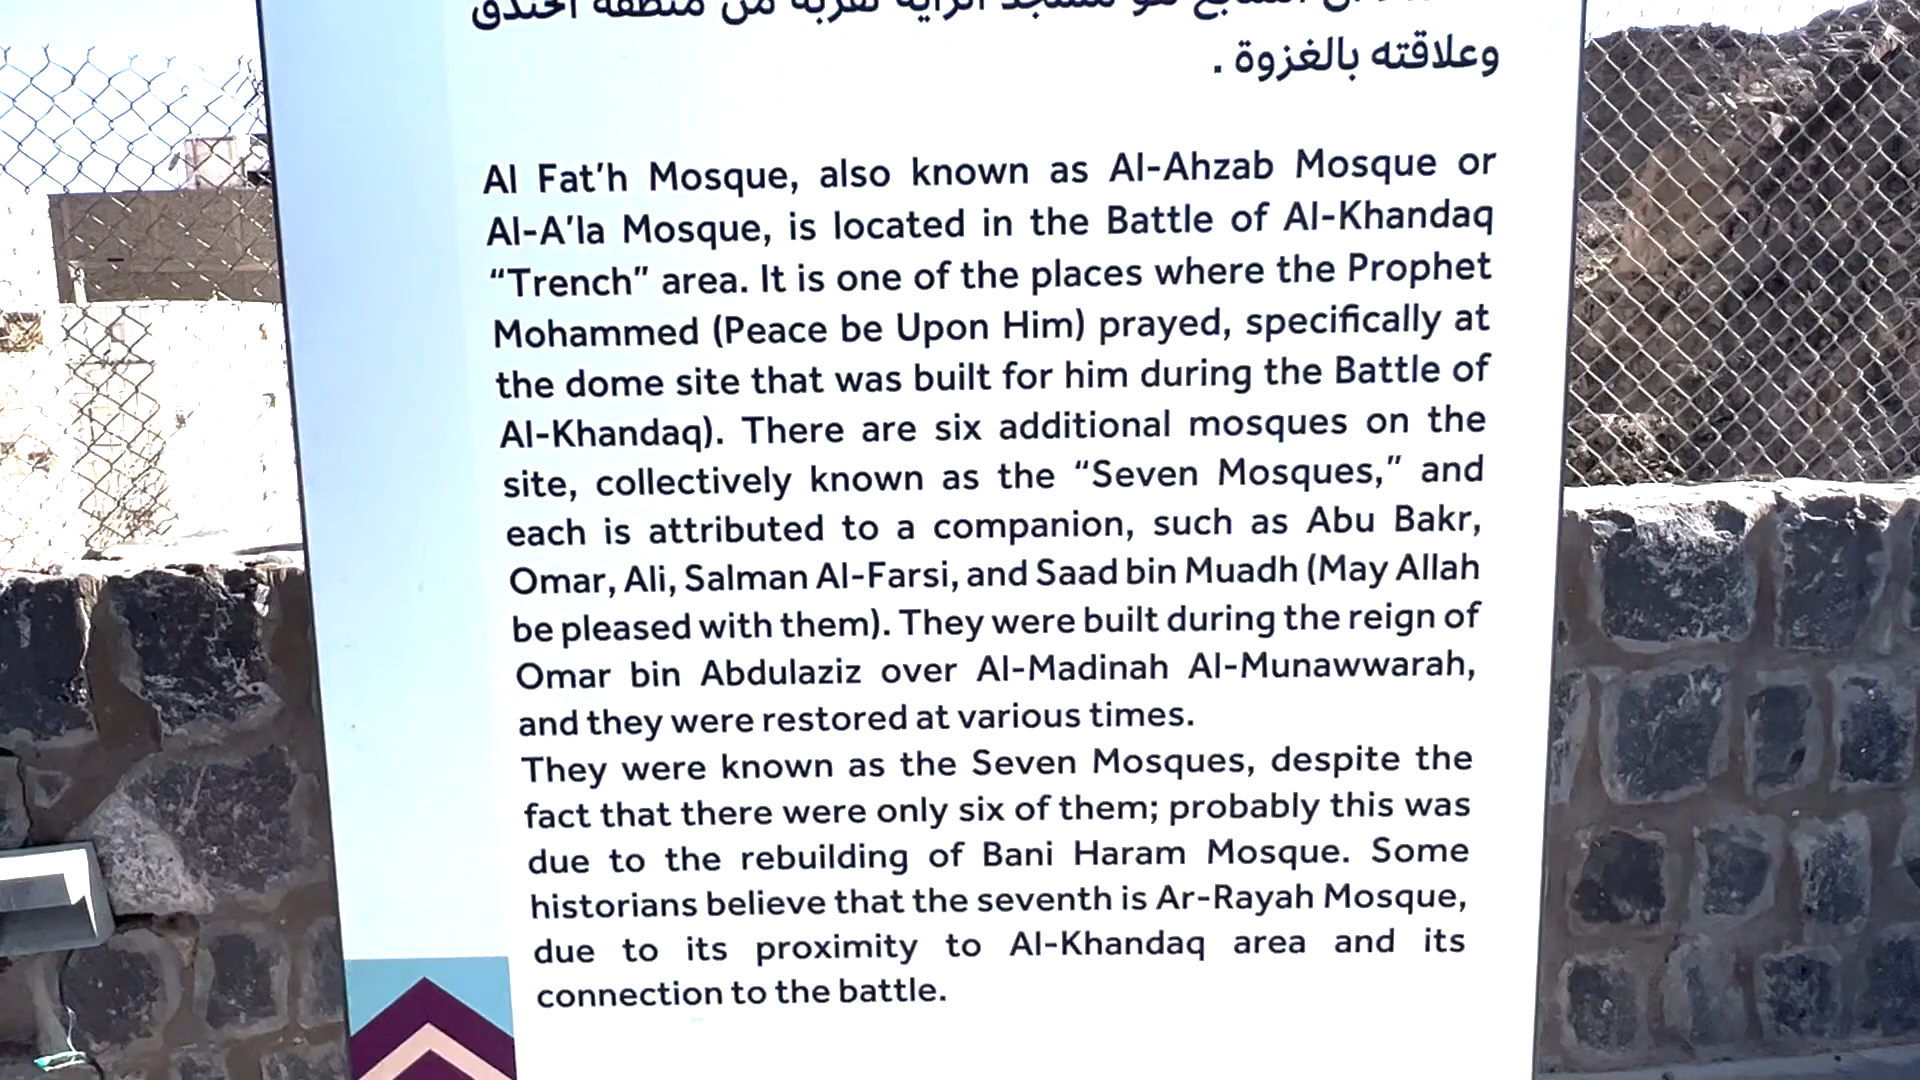 هو مسجد الراية لقربه من منطقة الخندق
وعلاقته بالغزوة .
Al Fat’h Mosque, also known as Al-Ahzab Mosque or
Al-A’la Mosque, is located in the Battle of Al-Khandaq
“Trench” area. It is one of the places where the Prophet
Mohammed (Peace be Upon Him) prayed, specifically at
the dome site that was built for him during the Battle of
Al-Khandaq). There are six additional mosques on the
site, collectively known as the “Seven Mosques,” and
each is attributed to a companion, such as Abu Bakr,
Omar, Ali, Salman Al-Farsi, and Saad bin Muadh (May Allah
be pleased with them). They were built during the reign of
Omar bin Abdulaziz over Al-Madinah Al-Munawwarah,
and they were restored at various times.
They were known as the Seven Mosques, despite the
fact that there were only six of them; probably this was
due to the rebuilding of Bani Haram Mosque. Some
historians believe that the seventh is Ar-Rayah Mosque,
due to its proximity to Al-Khandaq area and its
connection to the battle.